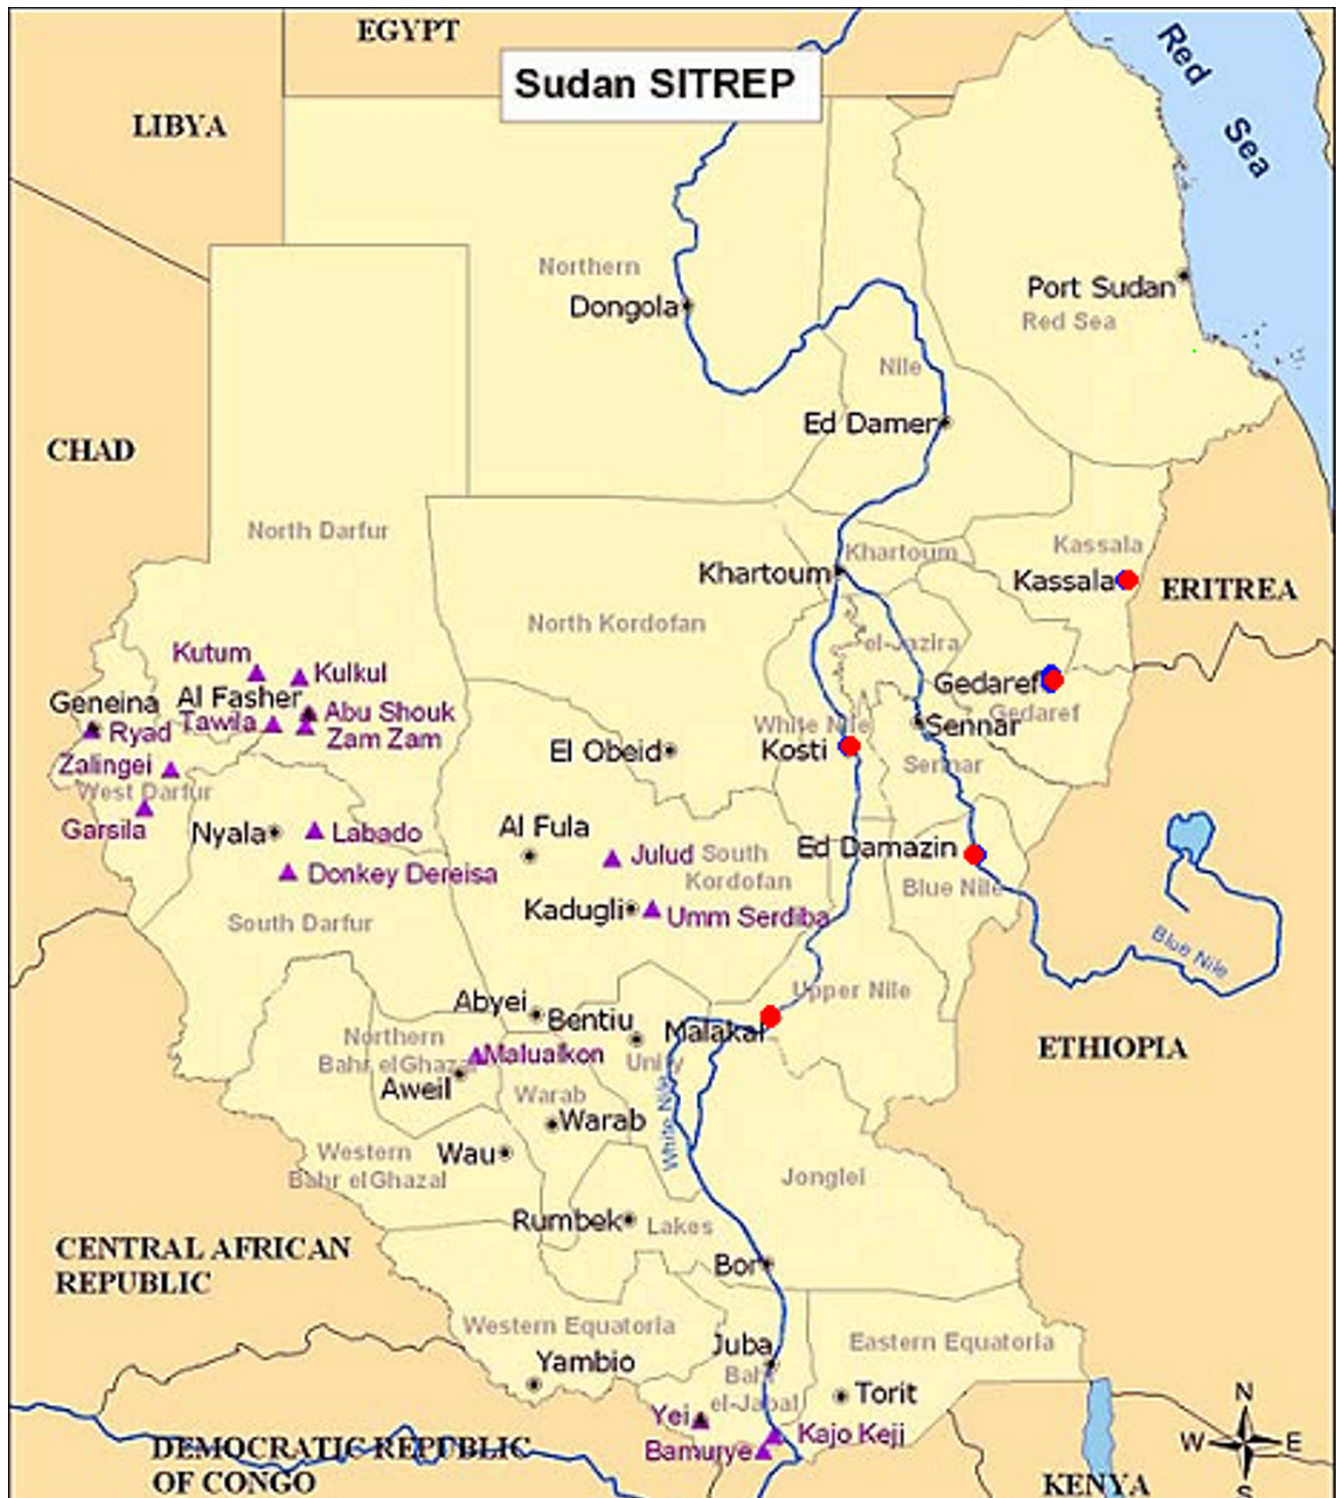 EGYPT
Sudan SITREP
Red
Sea
LIBYA
Northern
Dongola
Port Sudan
Red Sea
Nile
Ed Damer
CHAD
North Darfur
Khartoum
Khartoum
Kassala
Kassala
ERITREA
North Kordofan
el-Jazira
Kutum
Kulkul
Geneina
Al Fasher
Abu Shouk
Ryad
Tawila
Zam Zam
Gedaref
Gedaref
White Nile
Sennar
Kosti
El Obeid
Sennar
Zalingei
West Darfur
Garsila
Nyala
Labado
Al Fula
Julud
South
Kordofan
Ed Damazin
Blue Nile
Donkey Dereisa
Kadugli
Umm Serdiba
South Darfur
Blue Nile
Abyei
Bentiu
Upper Nile
Malakal
Northern
Bahr elGhazal
Malualkon
Unity
ETHIOPIA
Aweil
Warab
Warab
White Nile
Western
Bahr elGhazal
Wau
Jonglei
Rumbek
Lakes
CENTRAL AFRICAN
REPUBLIC
Bor
Western Equatoria
Juba
Eastern Equatoria
Yambio
Bahr
el-Jabal
Torit
Yei
Kajo Keji
Bamurye
DEMOCRATIC REPUBLIC
OF CONGO
KENYA
N
W
E
S